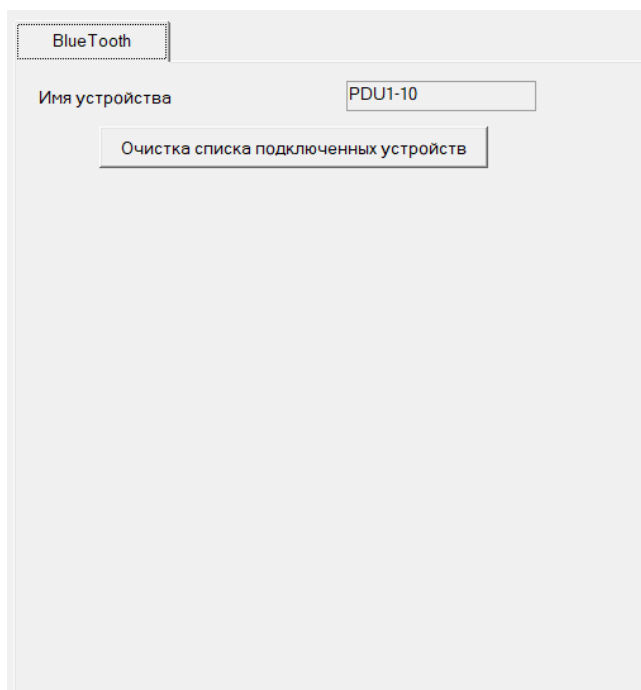 BlueTooth
Имя устройства PDU1-10
Очистка списка подключенных устройств